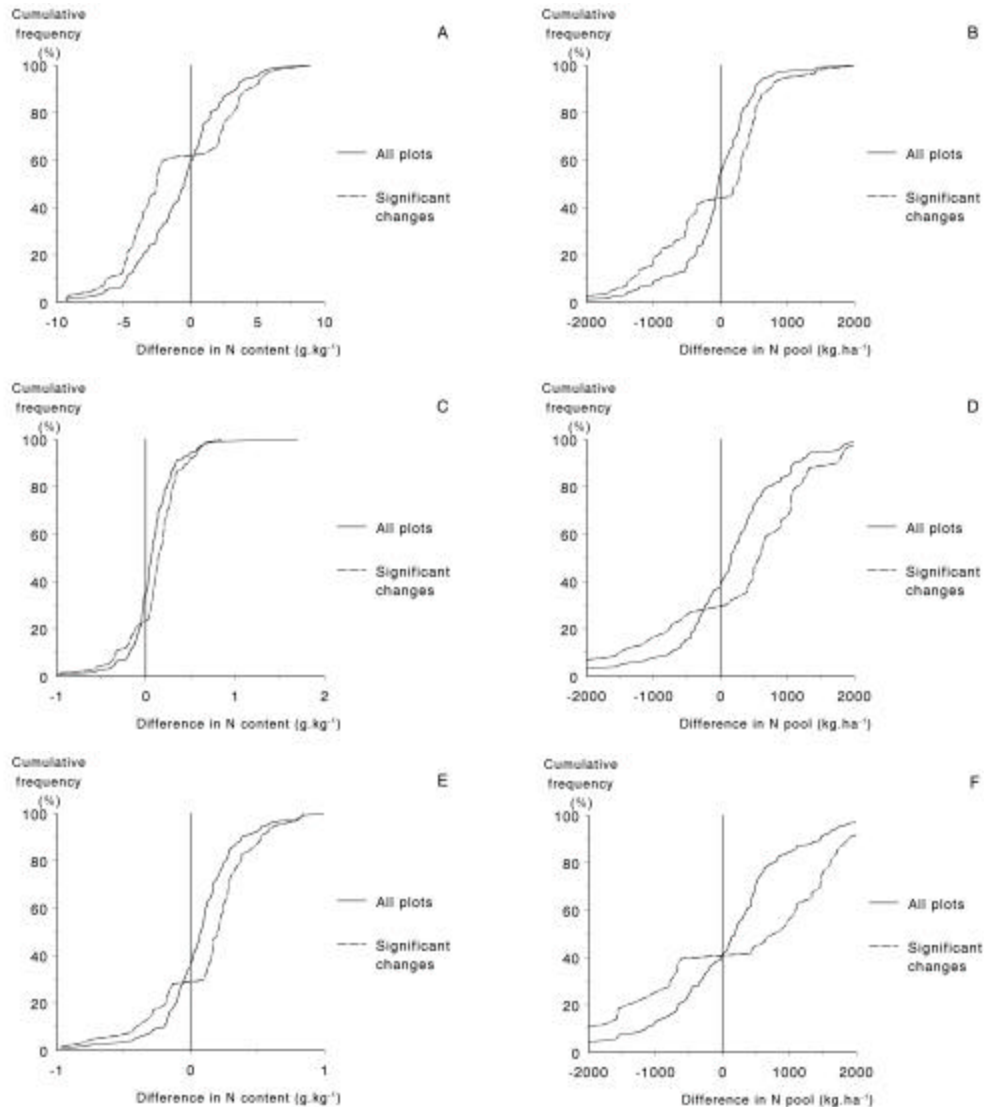 Cumulative
frequency
(%)
A
100
80
60
40
20
0
-10
-5
0
5
10
Difference in N content (g.kg⁻¹)
All plots
Significant
changes
Cumulative
frequency
(%)
B
100
80
60
40
20
0
-2000
-1000
0
1000
2000
Difference in N pool (kg.ha⁻¹)
All plots
Significant
changes
Cumulative
frequency
(%)
C
100
80
60
40
20
0
-1
0
1
2
Difference in N content (g.kg⁻¹)
All plots
Significant
changes
Cumulative
frequency
(%)
D
100
80
60
40
20
0
-2000
-1000
0
1000
2000
Difference in N pool (kg.ha⁻¹)
All plots
Significant
changes
Cumulative
frequency
(%)
E
100
80
60
40
20
0
-1
0
1
Difference in N content (g.kg⁻¹)
All plots
Significant
changes
Cumulative
frequency
(%)
F
100
80
60
40
20
0
-2000
-1000
0
1000
2000
Difference in N pool (kg.ha⁻¹)
All plots
Significant
changes